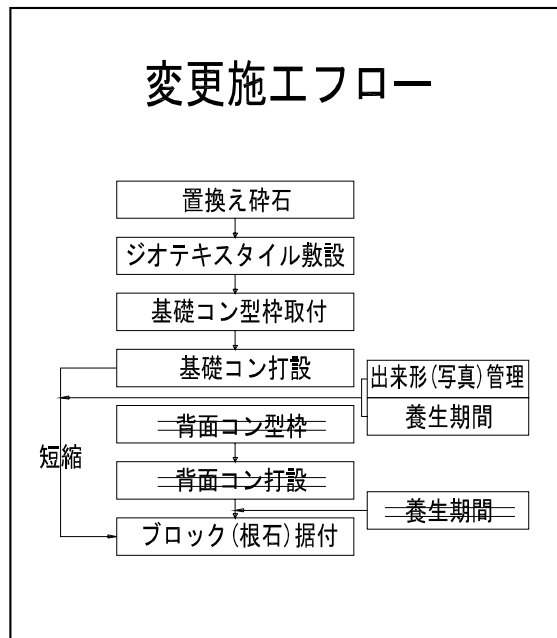 変更施工フロー
置換え砕石
ジオテキスタイル敷設
基礎コン型枠取付
基礎コン打設
出来形(写真)管理
養生期間
背面コン型枠
短縮
背面コン打設
養生期間
ブロック(根石)据付